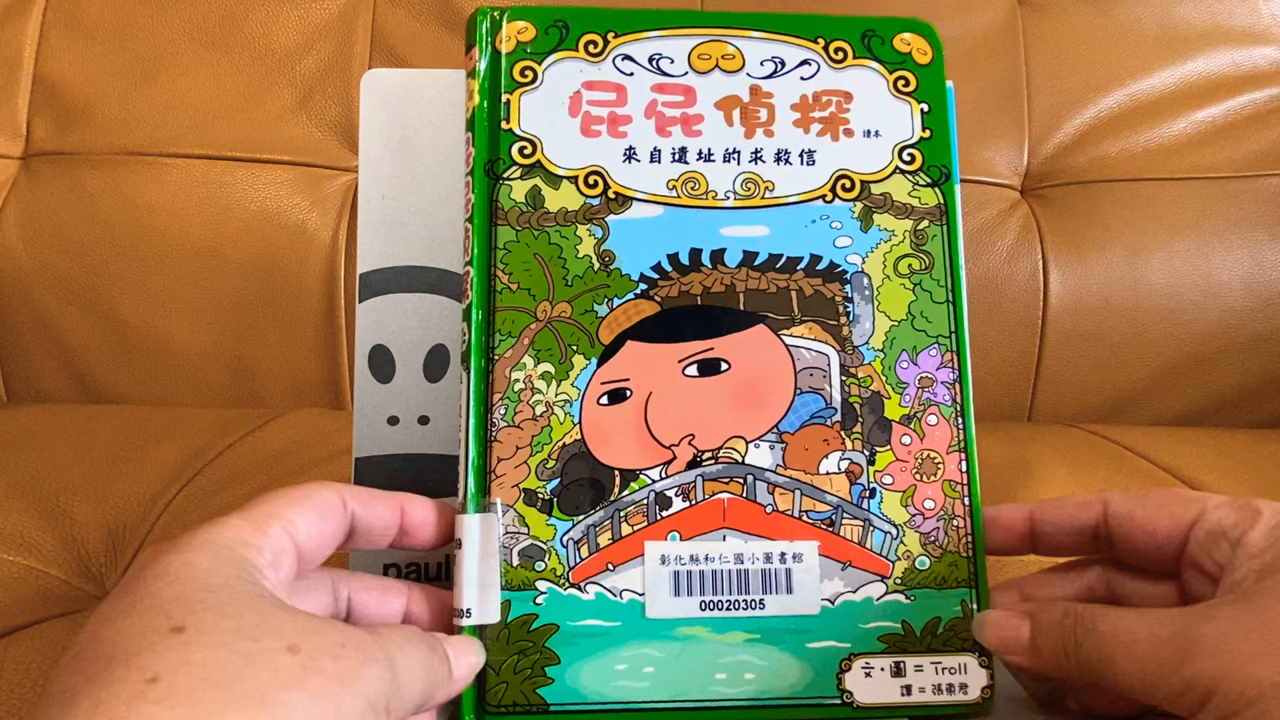 屁屁偵探 讀本
來自遺址的求救信
彰化縣和仁國小圖書館
00020305
文·圖=Troll
譯=張東君
paul